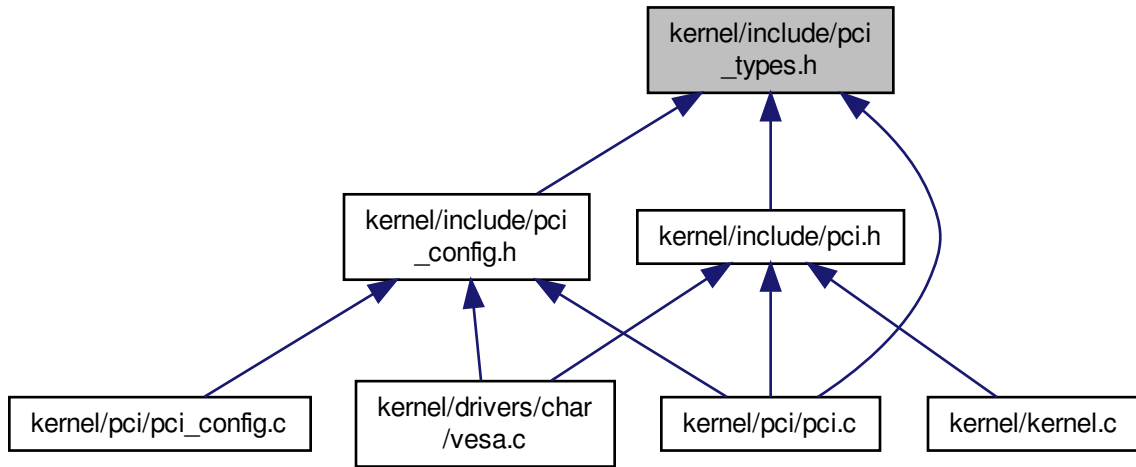 kernel/include/pci
_types.h
kernel/include/pci
_config.h
kernel/include/pci.h
kernel/pci/pci_config.c
kernel/drivers/char
/vesa.c
kernel/pci/pci.c
kernel/kernel.c